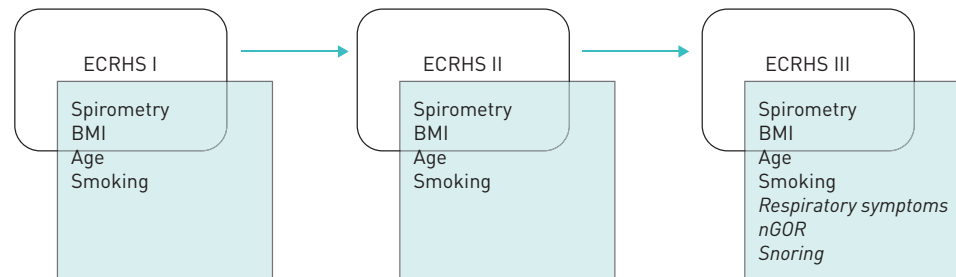 ECRHS I
Spirometry
BMI
Age
Smoking
ECRHS II
Spirometry
BMI
Age
Smoking
ECRHS III
Spirometry
BMI
Age
Smoking
Respiratory symptoms
nGOR
Snoring